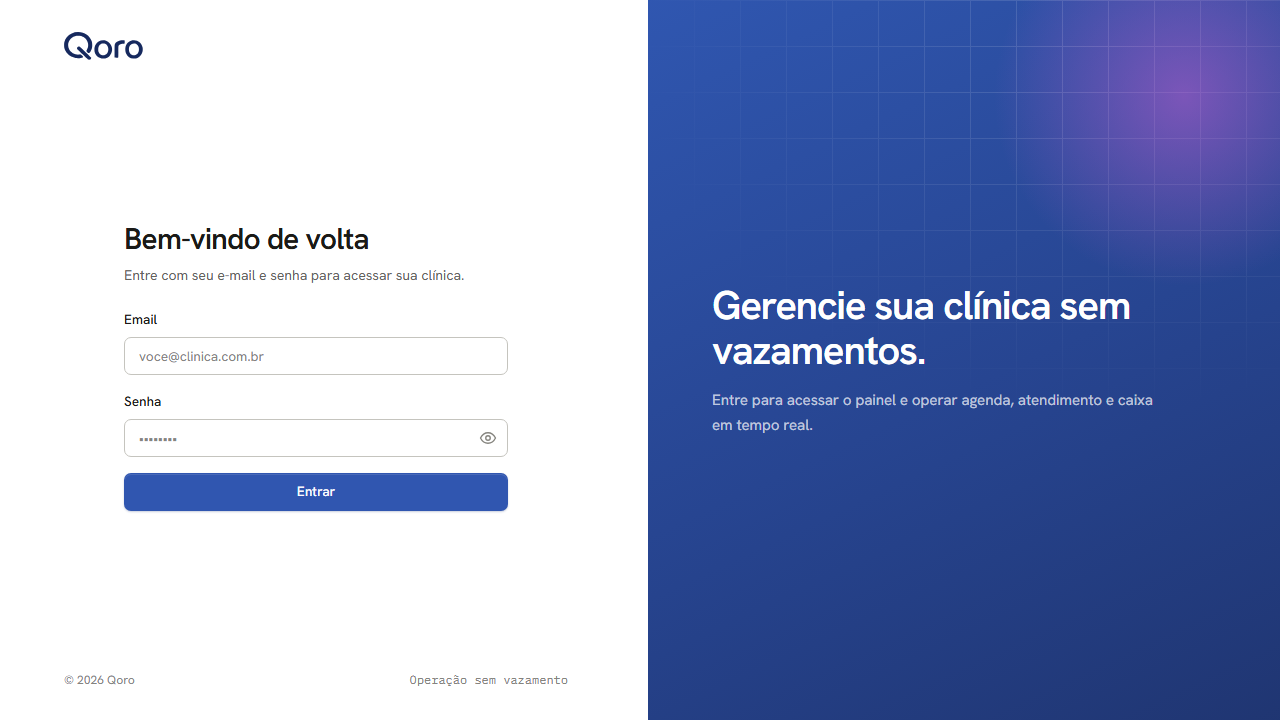 Qoro
Bem-vindo de volta
Entre com seu e-mail e senha para acessar sua clínica.
Email
voce@clinica.com.br
Senha
••••••••
Entrar
© 2026 Qoro
Operação sem vazamento
Gerencie sua clínica sem
vazamentos.
Entre para acessar o painel e operar agenda, atendimento e caixa
em tempo real.